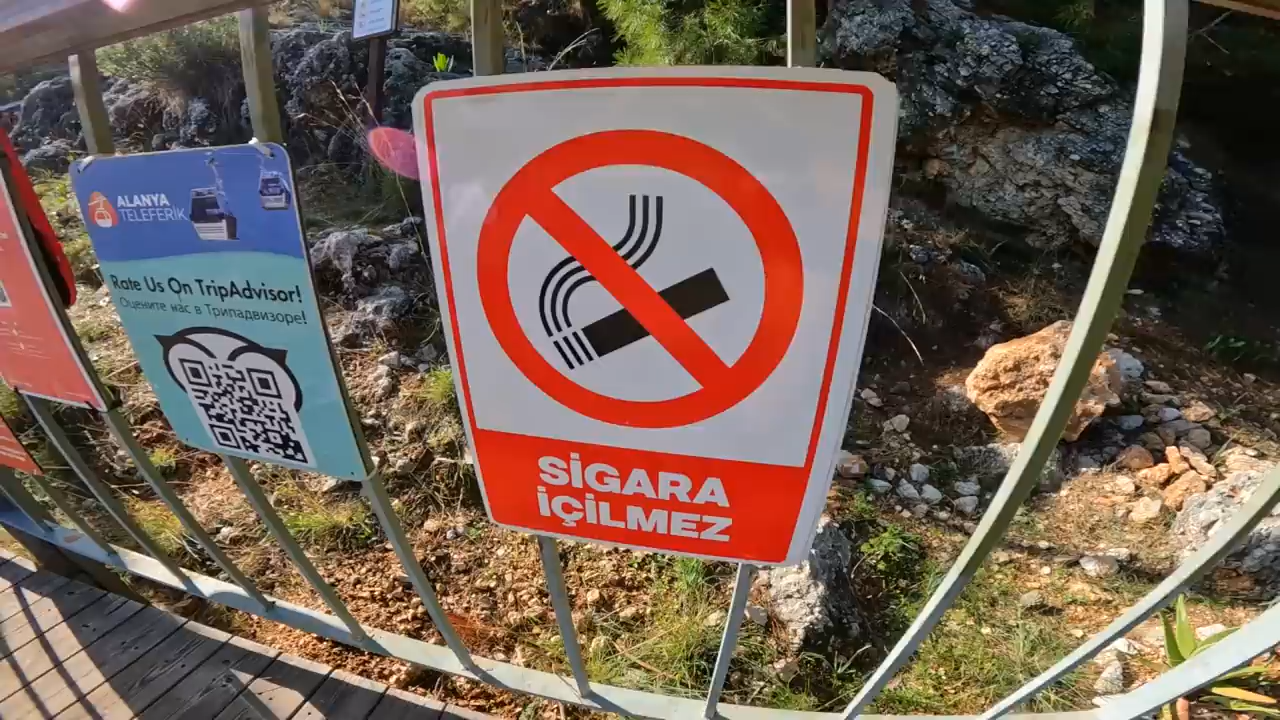 ALANYA
TELEFERİK
Rate Us On TripAdvisor!
Оцените нас в Трипадвизоре!
SİGARA
İÇİLMEZ